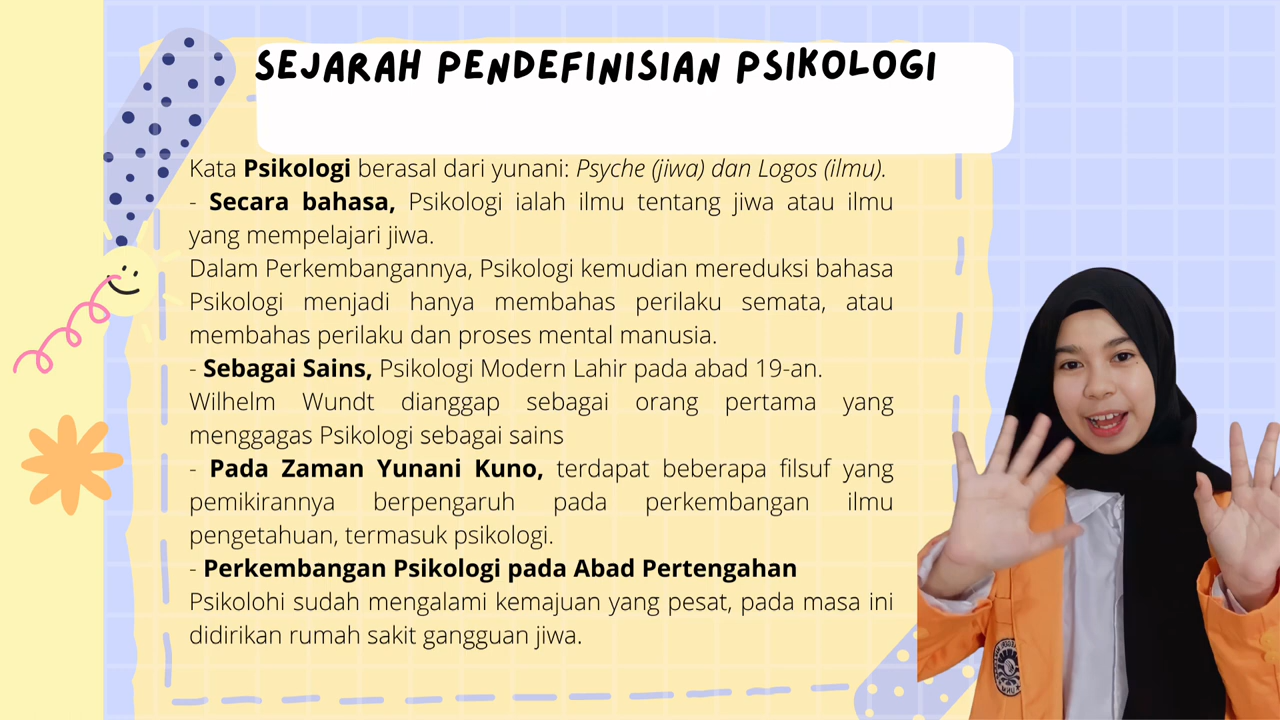 SEJARAH PENDEFINISIAN PSIKOLOGI
Kata Psikologi berasal dari yunani: Psyche (jiwa) dan Logos (ilmu).
- Secara bahasa, Psikologi ialah ilmu tentang jiwa atau ilmu
yang mempelajari jiwa.
Dalam Perkembangannya, Psikologi kemudian mereduksi bahasa
Psikologi menjadi hanya membahas perilaku semata, atau
membahas perilaku dan proses mental manusia.
- Sebagai Sains, Psikologi Modern Lahir pada abad 19-an.
Wilhelm Wundt dianggap sebagai orang pertama yang
menggagas Psikologi sebagai sains
- Pada Zaman Yunani Kuno, terdapat beberapa filsuf yang
pemikirannya berpengaruh pada perkembangan ilmu
pengetahuan, termasuk psikologi.
- Perkembangan Psikologi pada Abad Pertengahan
Psikolohi sudah mengalami kemajuan yang pesat, pada masa ini
didirikan rumah sakit gangguan jiwa.